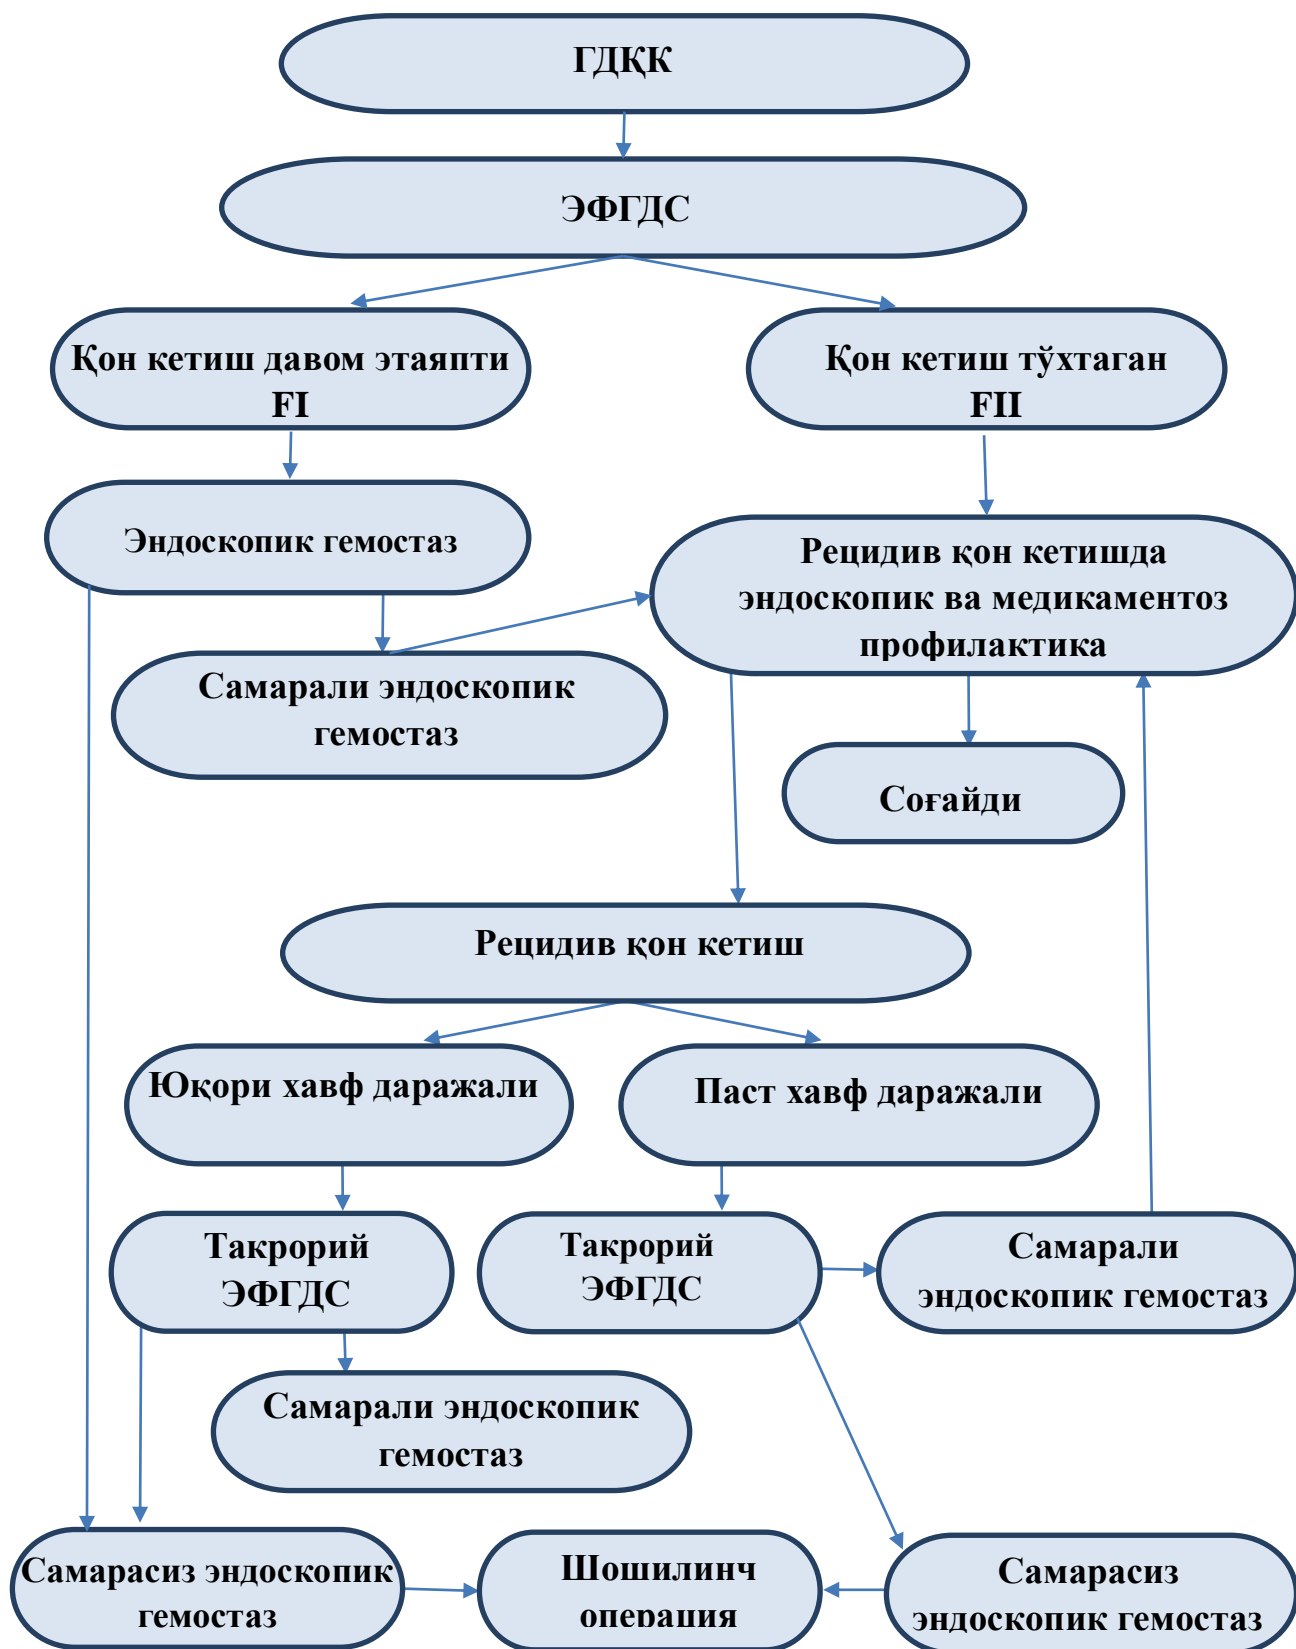 ГДҚК
ЭФГДС
Қон кетиш давом этаяпти
FI
Қон кетиш тўхтаган
FII
Эндоскопик гемостаз
Рецидив қон кетишда
эндоскопик ва медикаментоз
профилактика
Самарали эндоскопик
гемостаз
Соғайди
Рецидив қон кетиш
Юқори хавф даражали
Паст хавф даражали
Такрорий
ЭФГДС
Такрорий
ЭФГДС
Самарали
эндоскопик гемостаз
Самарали эндоскопик
гемостаз
Самарасиз эндоскопик
гемостаз
Шошилинч
операция
Самарасиз
эндоскопик гемостаз